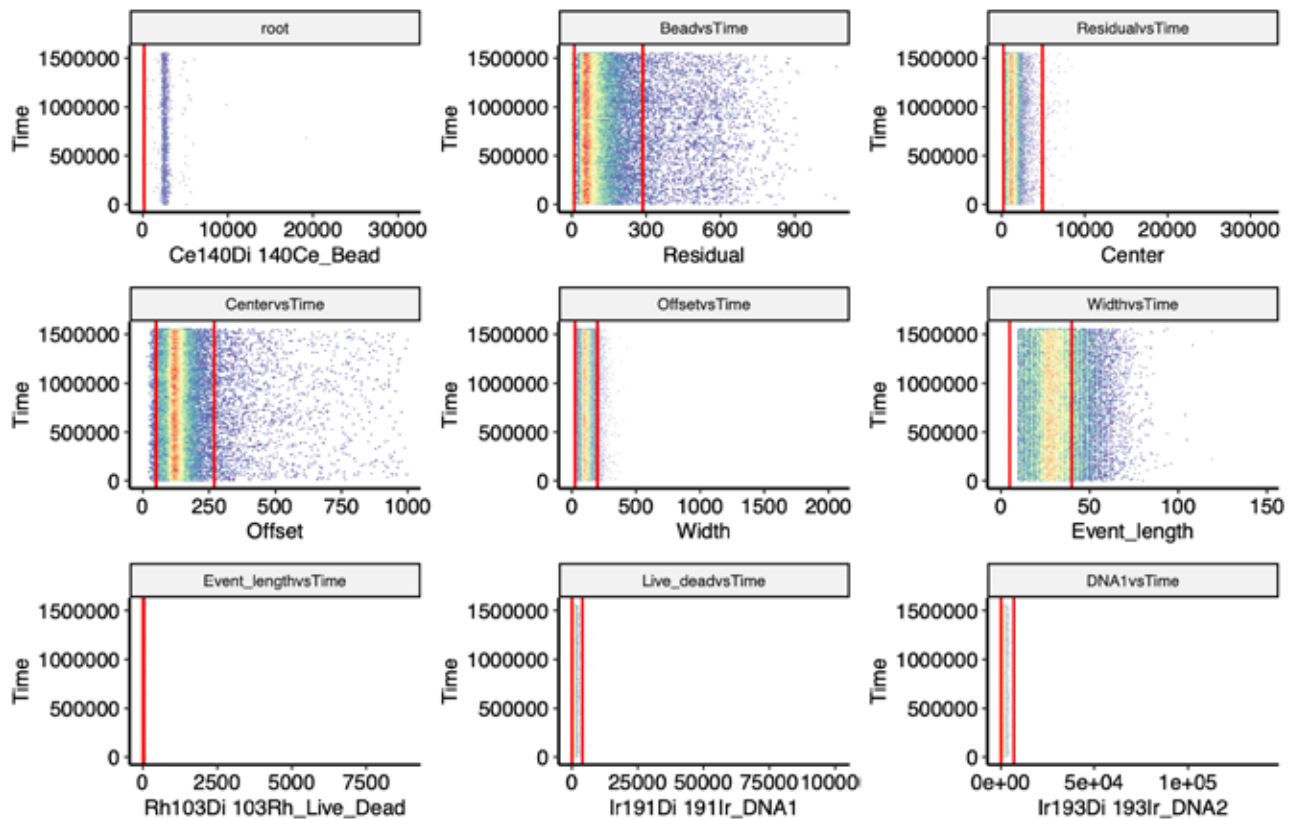 root
BeadvsTime
ResidualvsTime
1500000
1000000
500000
0
Time
0 10000 20000 30000
Ce140Di 140Ce_Bead
1500000
1000000
500000
0
Time
0 300 600 900
Residual
1500000
1000000
500000
0
Time
0 10000 20000 30000
Center
CentervsTime
OffsetvsTime
WidthvsTime
1500000
1000000
500000
0
Time
0 250 500 750 1000
Offset
1500000
1000000
500000
0
Time
0 500 1000 1500 2000
Width
1500000
1000000
500000
0
Time
0 50 100 150
Event_length
Event_lengthvsTime
Live_deadvsTime
DNA1vsTime
1500000
1000000
500000
0
Time
0 2500 5000 7500
Rh103Di 103Rh_Live_Dead
1500000
1000000
500000
0
Time
0 25000 50000 75000
Ir191Di 191Ir_DNA1
1500000
1000000
500000
0
Time
0e+00 5e+04 1e+05
Ir193Di 193Ir_DNA2